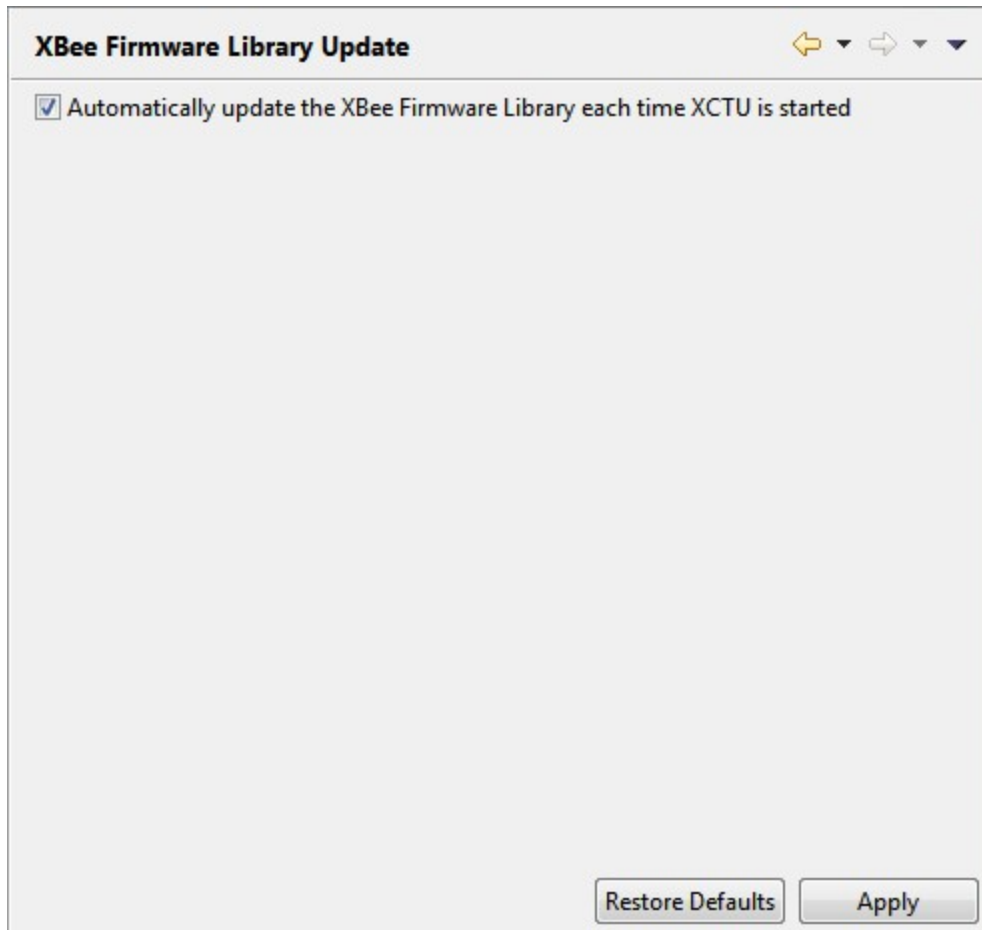 XBee Firmware Library Update
Automatically update the XBee Firmware Library each time XCTU is started
Restore Defaults
Apply